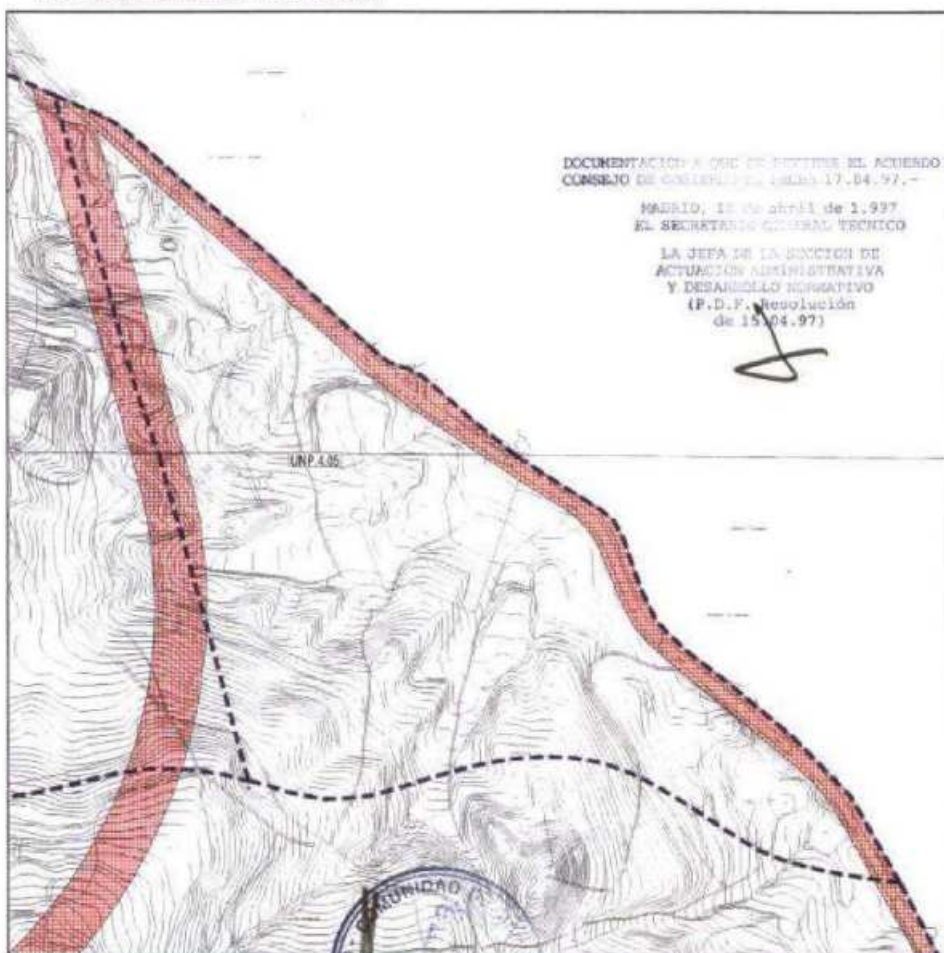 DOCUMENTACION A QUE SE REFIERE EL ACUERDO
CONSEJO DE GOBIERNO DE FECHA 17.04.97.-
MADRID, de abril de 1.997
EL SECRETARIO GENERAL TECNICO
LA JEFA DE LA SECCION DE
ACTUACION ADMINISTRATIVA
Y DESARROLLO NORMATIVO
(P.D.F. Resolución
de 15.04.97)
UNP.4.05
COMUNIDAD DE